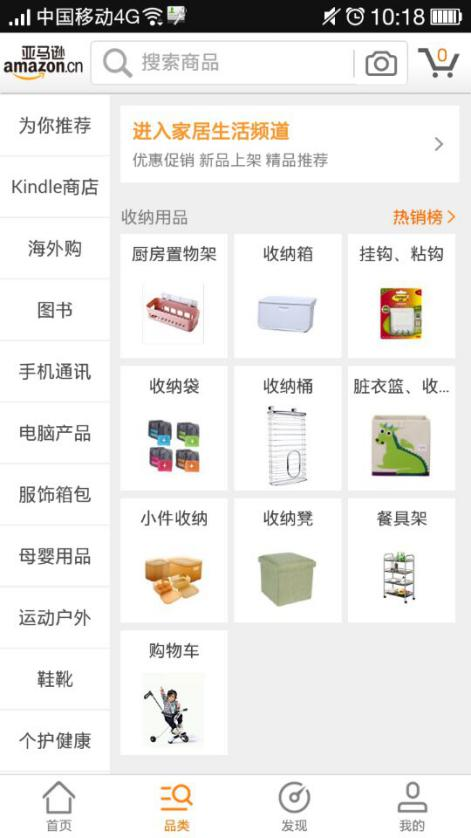 中国移动4G
10:18
亚马逊
amazon.cn
搜索商品
0
为你推荐
Kindle商店
海外购
图书
手机通讯
电脑产品
服饰箱包
母婴用品
运动户外
鞋靴
个护健康
进入家居生活频道
优惠促销 新品上架 精品推荐
收纳用品
热销榜
厨房置物架
收纳箱
挂钩、粘钩
收纳袋
收纳桶
脏衣篮、收...
小件收纳
收纳凳
餐具架
购物车
首页
品类
发现
我的